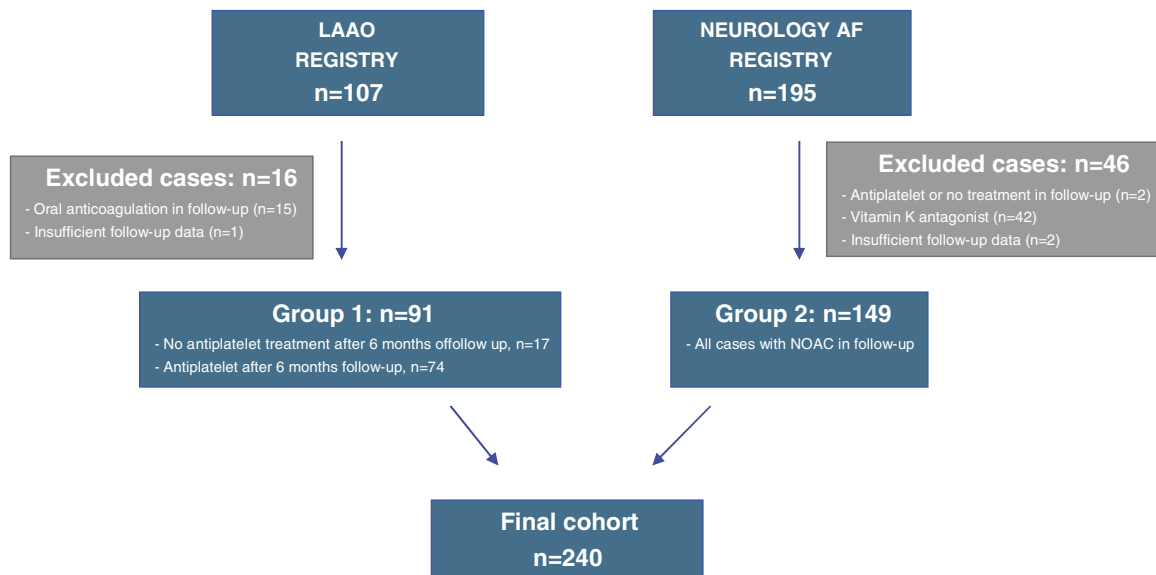 LAAO
REGISTRY
n=107
NEUROLOGY AF
REGISTRY
n=195
Excluded cases: n=16
- Oral anticoagulation in follow-up (n=15)
- Insufficient follow-up data (n=1)
Excluded cases: n=46
- Antiplatelet or no treatment in follow-up (n=2)
- Vitamin K antagonist (n=42)
- Insufficient follow-up data (n=2)
Group 1: n=91
- No antiplatelet treatment after 6 months offollow up, n=17
- Antiplatelet after 6 months follow-up, n=74
Group 2: n=149
- All cases with NOAC in follow-up
Final cohort
n=240